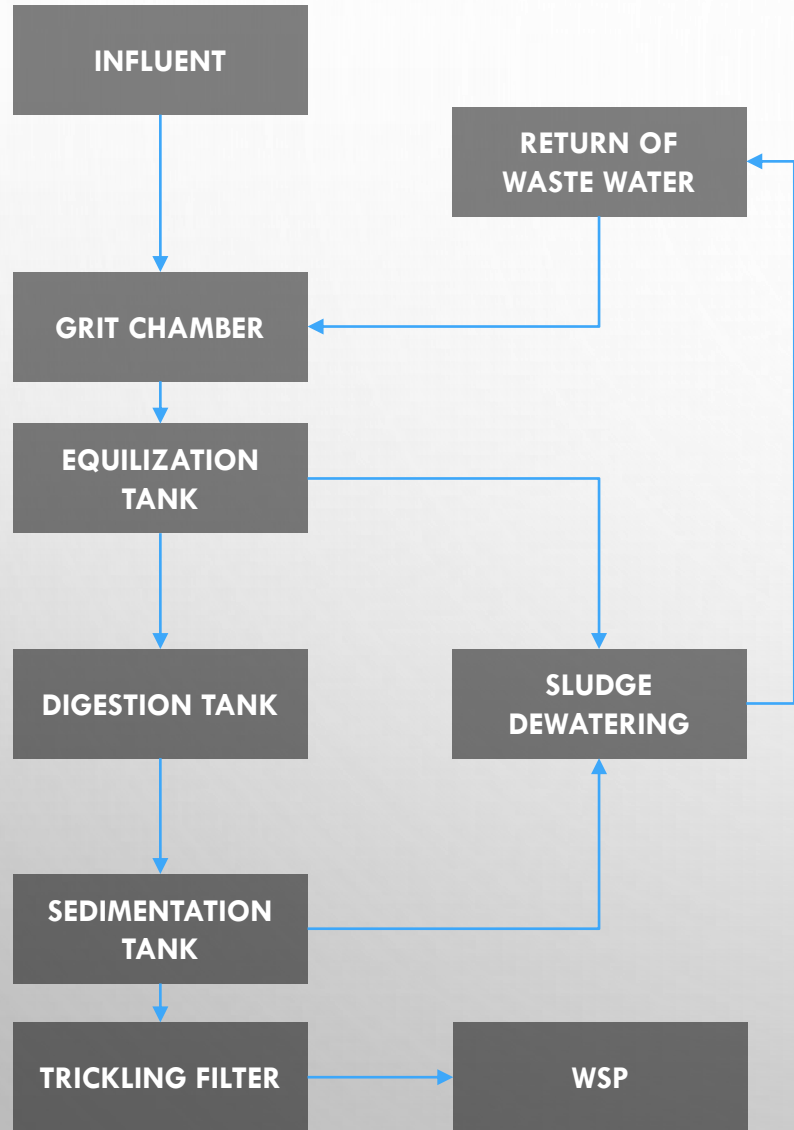 INFLUENT
RETURN OF
WASTE WATER
GRIT CHAMBER
EQUILIZATION
TANK
DIGESTION TANK
SLUDGE
DEWATERING
SEDIMENTATION
TANK
TRICKLING FILTER
WSP